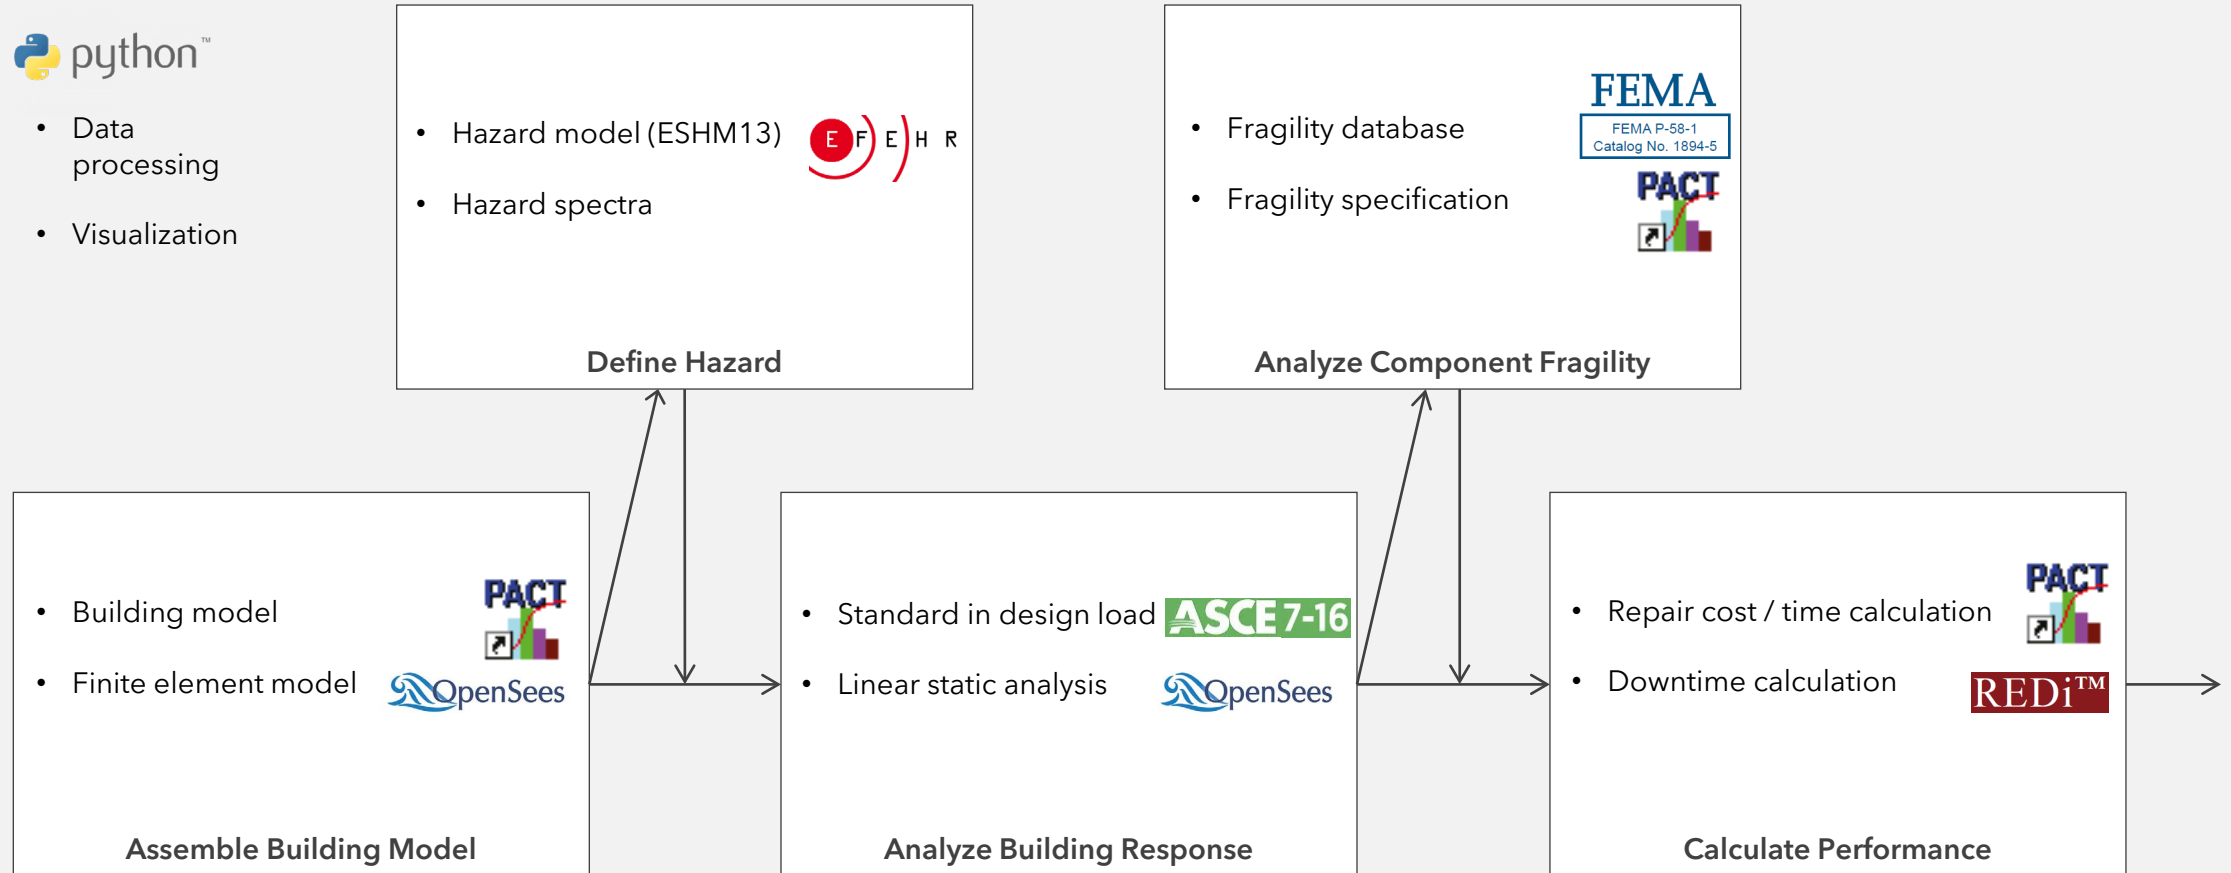 python™
• Data
processing
• Visualization
• Hazard model (ESHM13)
E F E H R
• Hazard spectra
Define Hazard
• Fragility database
FEMA
FEMA P-58-1
Catalog No. 1894-5
• Fragility specification
PACT
Analyze Component Fragility
• Building model
PACT
• Finite element model
OpenSees
Assemble Building Model
• Standard in design load
ASCE 7-16
• Linear static analysis
OpenSees
Analyze Building Response
• Repair cost / time calculation
PACT
• Downtime calculation
REDi™
Calculate Performance